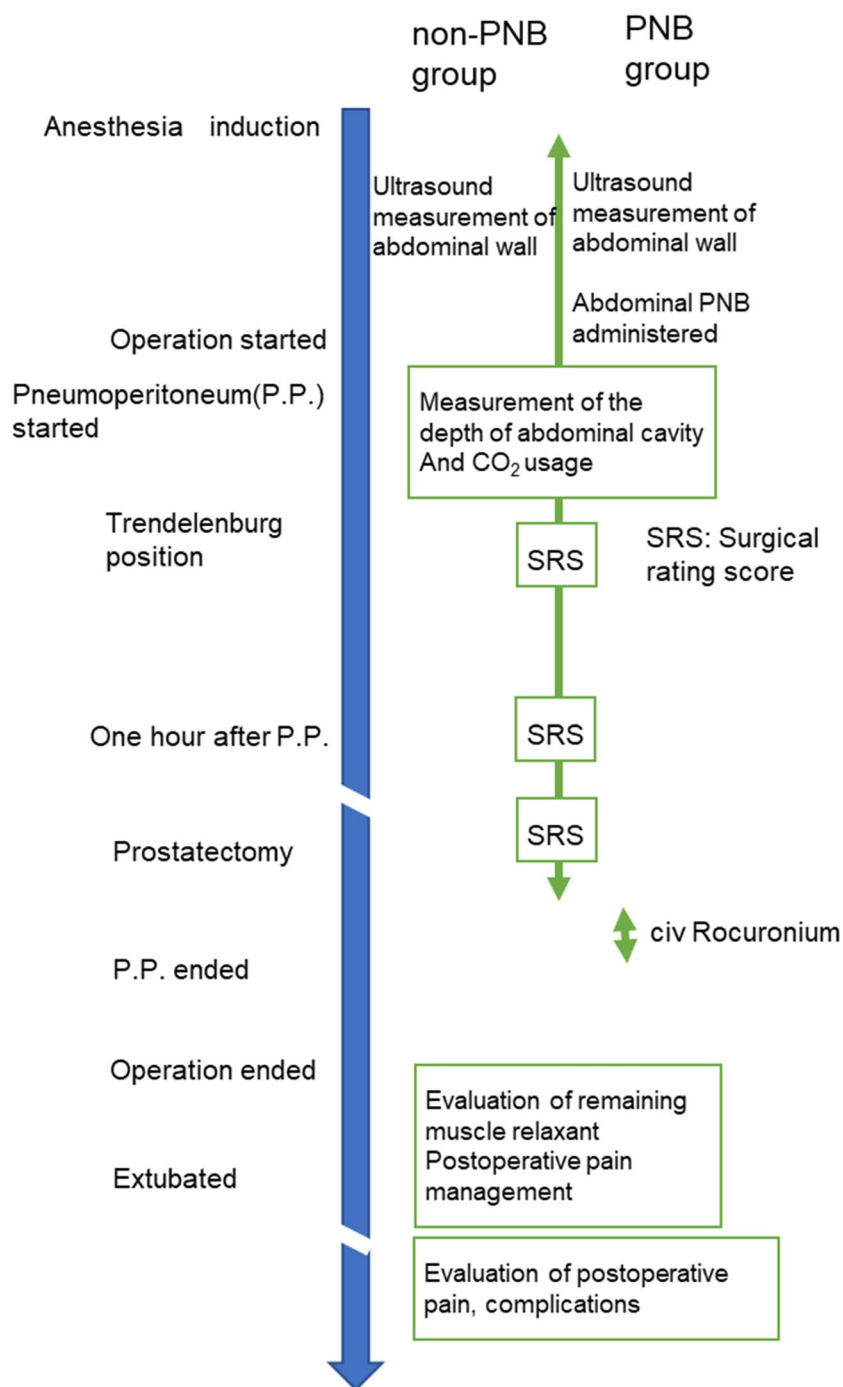 non-PNB
group
PNB
group
Anesthesia induction
Ultrasound
measurement of
abdominal wall
Ultrasound
measurement of
abdominal wall
Abdominal PNB
administered
Operation started
Pneumoperitoneum(P.P.)
started
Measurement of the
depth of abdominal cavity
And CO₂ usage
Trendelenburg
position
SRS
SRS: Surgical
rating score
One hour after P.P.
SRS
SRS
Prostatectomy
civ Rocuronium
P.P. ended
Operation ended
Evaluation of remaining
muscle relaxant
Postoperative pain
management
Extubated
Evaluation of postoperative
pain, complications